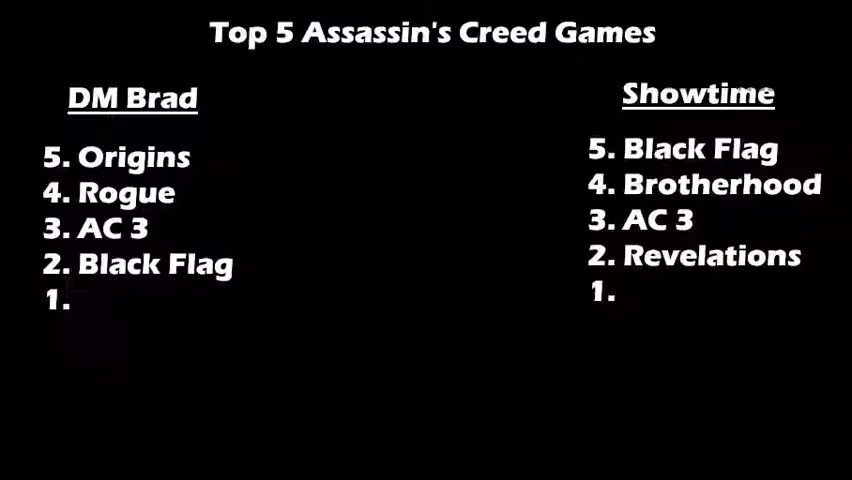 Top 5 Assassin's Creed Games
DM Brad
5. Origins
4. Rogue
3. AC 3
2. Black Flag
1.
Showtime
5. Black Flag
4. Brotherhood
3. AC 3
2. Revelations
1.